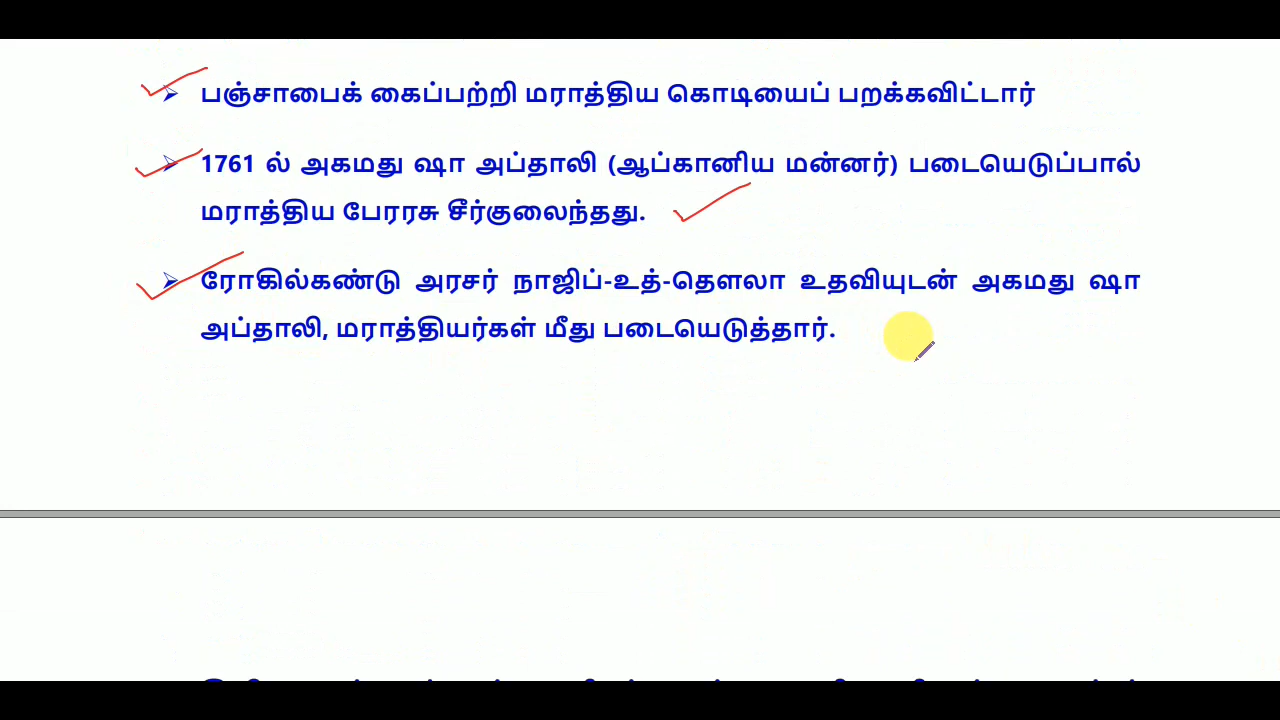 பஞ்சாபைக் கைப்பற்றி மராத்திய கொடியைப் பறக்கவிட்டார்
1761 ல் அகமது ஷா அப்தாலி (ஆப்கானிய மன்னர்) படையெடுப்பால்
மராத்திய பேரரசு சீர்குலைந்தது.
ரோகில்கண்டு அரசர் நாஜிப்-உத்-தௌலா உதவியுடன் அகமது ஷா
அப்தாலி, மராத்தியர்கள் மீது படையெடுத்தார்.